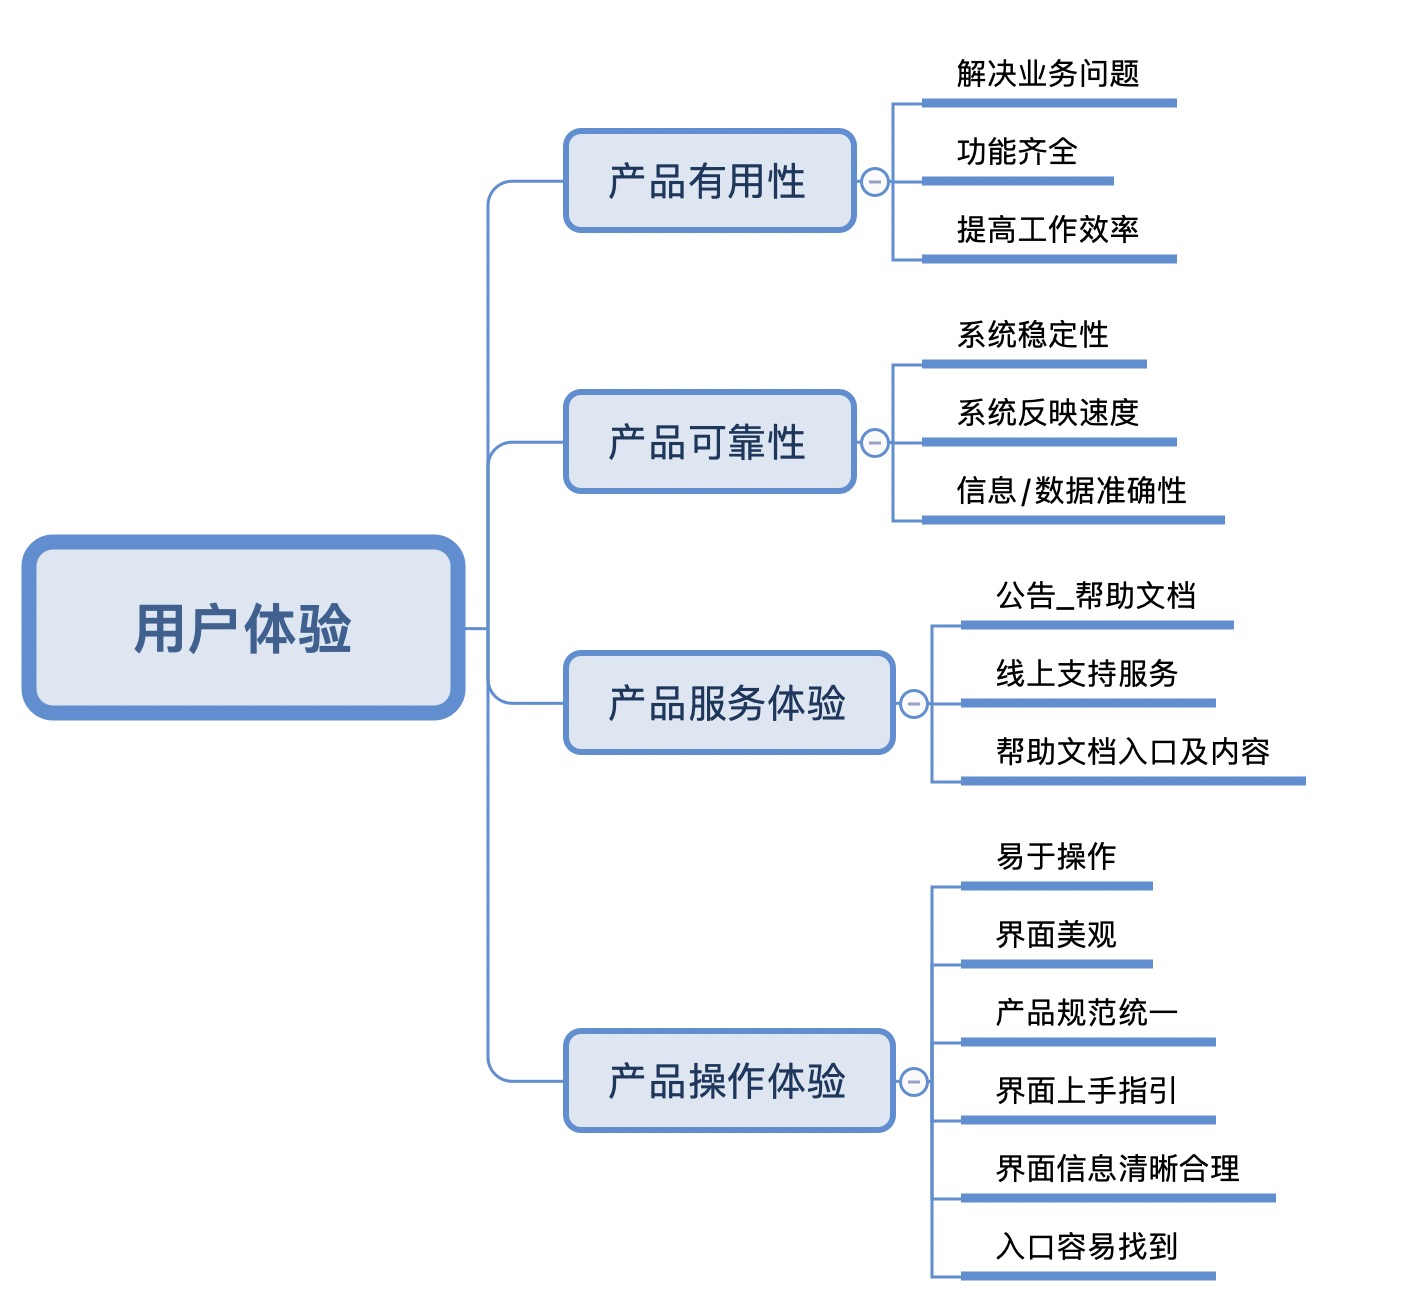 用户体验
产品有用性
解决业务问题
功能齐全
提高工作效率
产品可靠性
系统稳定性
系统反映速度
信息/数据准确性
产品服务体验
公告_帮助文档
线上支持服务
帮助文档入口及内容
产品操作体验
易于操作
界面美观
产品规范统一
界面上手指引
界面信息清晰合理
入口容易找到